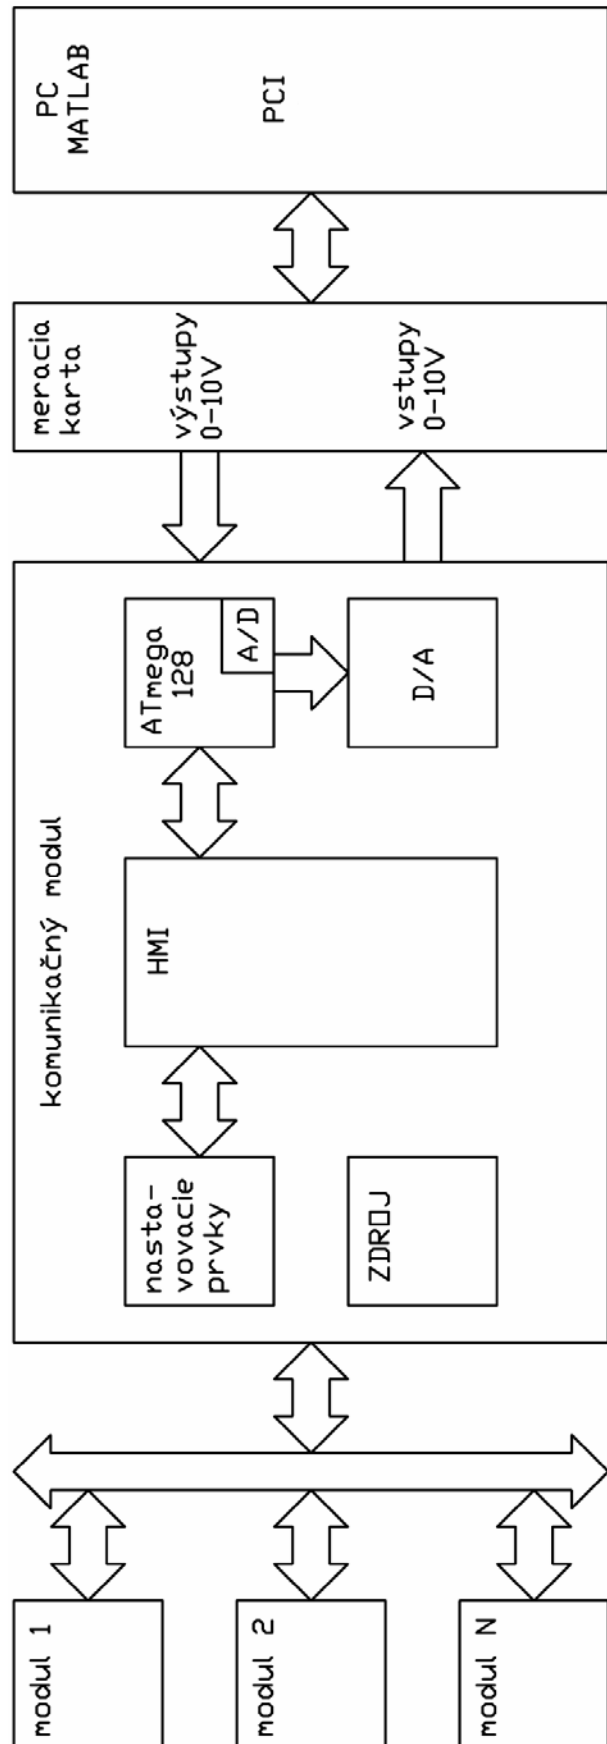 modul 1
modul 2
modul N
komunikačný modul
nasta-
vovacie
prvky
ZDROJ
HMI
ATmega
128
A/D
D/A
meracia
karta
výstupy
0-10V
vstupy
0-10V
PC
MATLAB
PCI